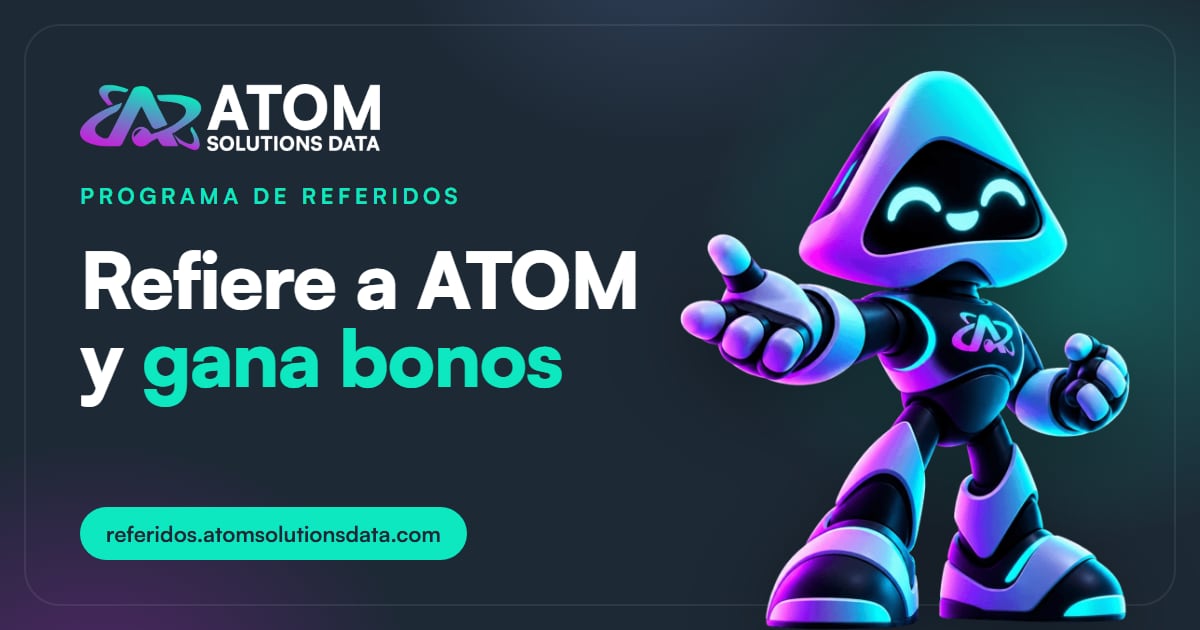 ATOM
SOLUTIONS DATA
PROGRAMA DE REFERIDOS
Refiere a ATOM
y gana bonos
referidos.atomsolutionsdata.com